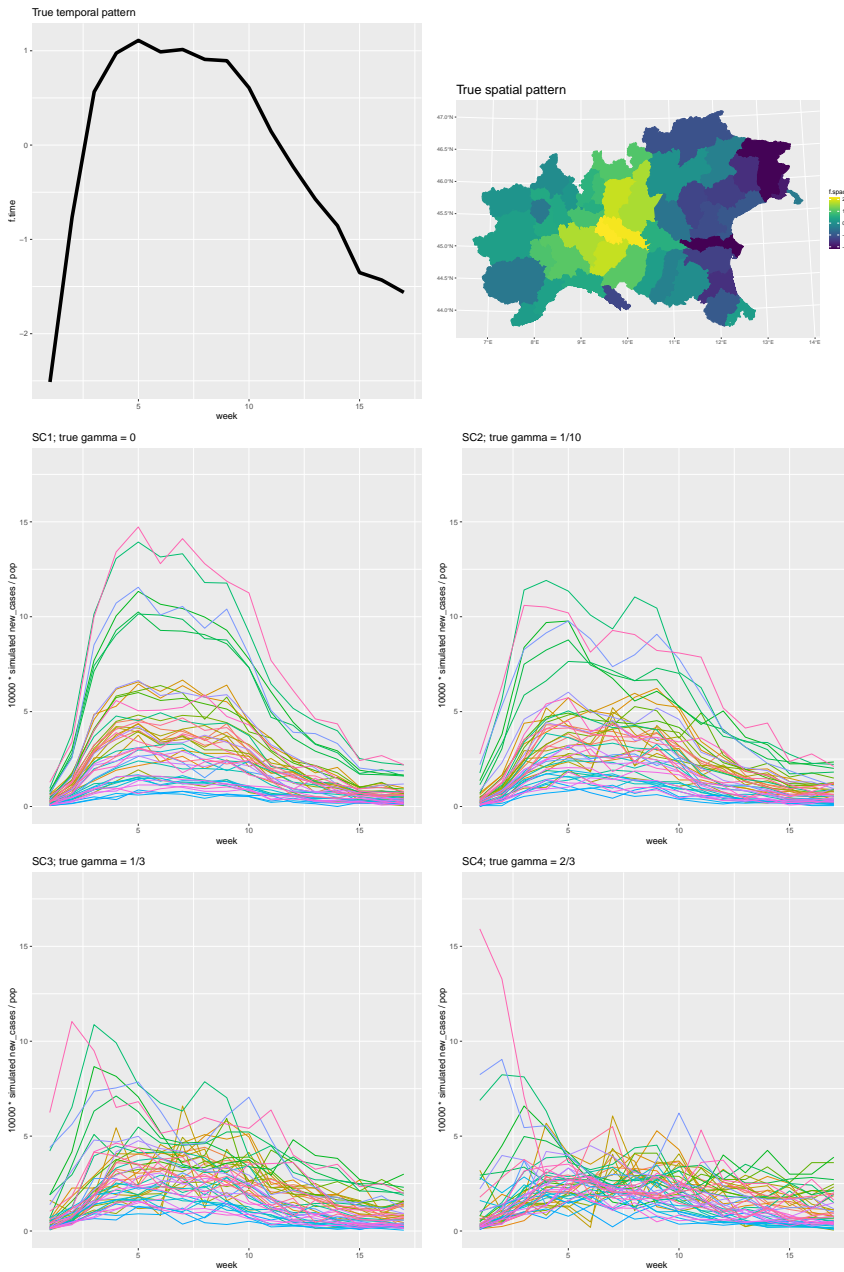 True temporal pattern
1
0
−1
−2
f.time
5
10
15
week
True spatial pattern
47.0°N
46.5°N
46.0°N
45.5°N
45.0°N
44.5°N
44.0°N
7°E
8°E
9°E
10°E
11°E
12°E
13°E
14°E
SC1; true gamma = 0
15
10
5
0
10000 * simulated new_cases / pop
5
10
15
week
SC2; true gamma = 1/10
15
10
5
0
10000 * simulated new_cases / pop
5
10
15
week
SC3; true gamma = 1/3
15
10
5
0
10000 * simulated new_cases / pop
5
10
15
week
SC4; true gamma = 2/3
15
10
5
0
10000 * simulated new_cases / pop
5
10
15
week